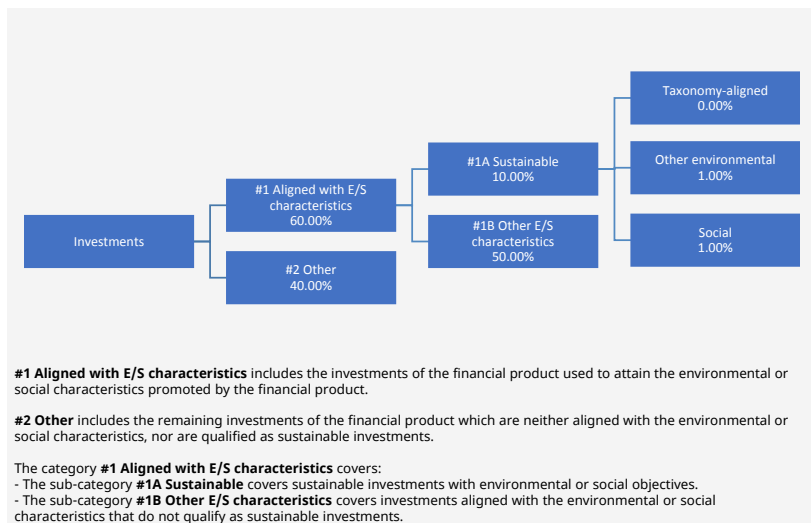 Taxonomy-aligned
0.00%
#1A Sustainable
10.00%
Other environmental
1.00%
#1 Aligned with E/S
characteristics
60.00%
#1B Other E/S
characteristics
50.00%
Social
1.00%
Investments
#2 Other
40.00%
#1 Aligned with E/S characteristics includes the investments of the financial product used to attain the environmental or
social characteristics promoted by the financial product.
#2 Other includes the remaining investments of the financial product which are neither aligned with the environmental or
social characteristics, nor are qualified as sustainable investments.
The category #1 Aligned with E/S characteristics covers:
- The sub-category #1A Sustainable covers sustainable investments with environmental or social objectives.
- The sub-category #1B Other E/S characteristics covers investments aligned with the environmental or social
characteristics that do not qualify as sustainable investments.